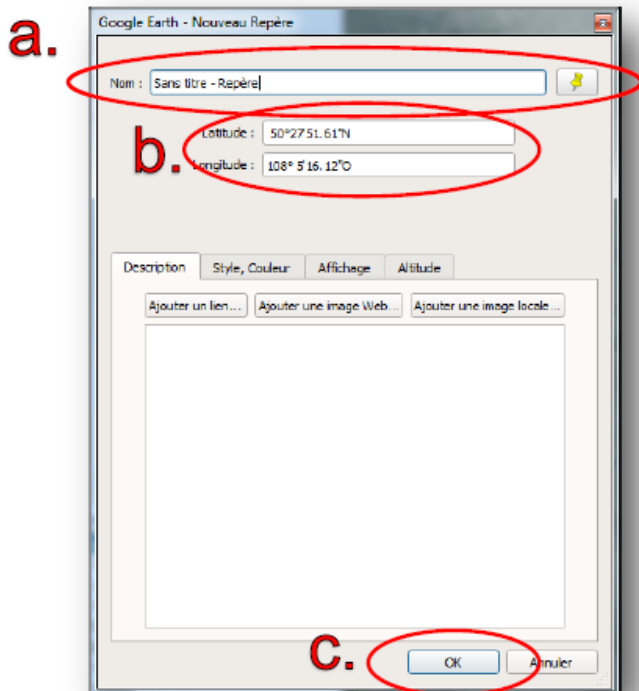 a.
Google Earth - Nouveau Repère
Nom : Sans titre - Repère
b.
Latitude : 50°27'51.61"N
Longitude : 108° 5'16.12"O
Description Style, Couleur Affichage Altitude
Ajouter un lien... Ajouter une image Web... Ajouter une image locale...
c.
OK Annuler